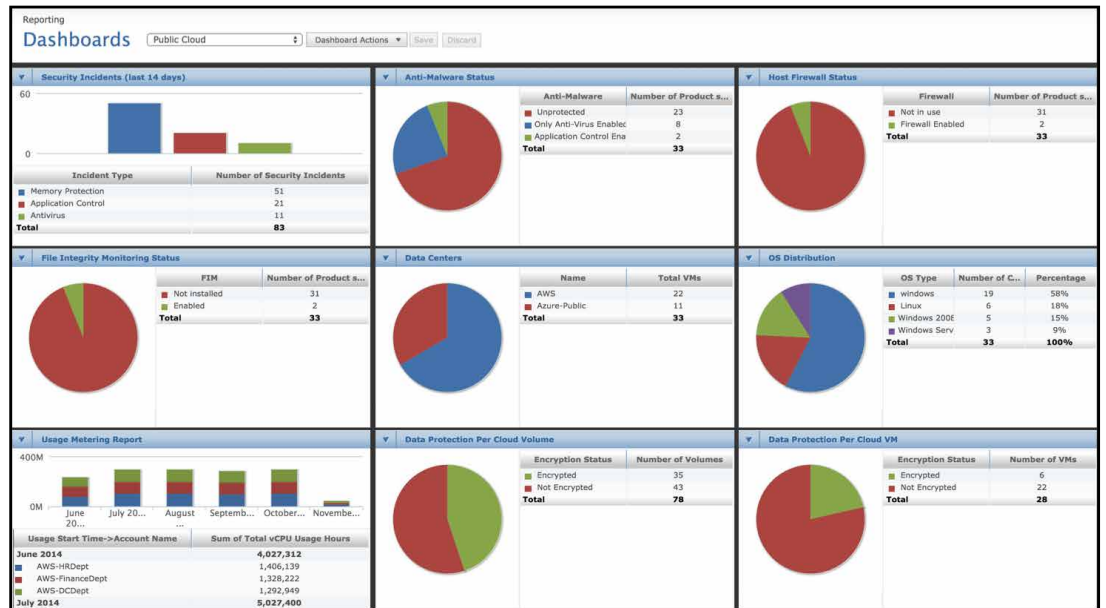 Reporting
Dashboards Public Cloud Dashboard Actions Save Discard
Security Incidents (last 14 days)
60
0
Incident Type Number of Security Incidents
Memory Protection 51
Application Control 21
Antivirus 11
Total 83
Anti-Malware Status
Anti-Malware Number of Product s...
Unprotected 23
Only Anti-Virus Enablec 8
Application Control Ena 2
Total 33
Host Firewall Status
Firewall Number of Product s...
Not in use 31
Firewall Enabled 2
Total 33
File Integrity Monitoring Status
FIM Number of Product s...
Not installed 31
Enabled 2
Total 33
Data Centers
Name Total VMs
AWS 22
Azure-Public 11
Total 33
OS Distribution
OS Type Number of C... Percentage
windows 19 58%
Linux 6 18%
Windows 2008 5 15%
Windows Serv 3 9%
Total 33 100%
Usage Metering Report
400M
0M
June 20... July 20... August ... Septemb... October... Novembe...
Usage Start Time->Account Name Sum of Total vCPU Usage Hours
June 2014 4,027,312
AWS-HRDept 1,406,139
AWS-FinanceDept 1,328,222
AWS-DCDept 1,292,949
July 2014 5,027,400
Data Protection Per Cloud Volume
Encryption Status Number of Volumes
Encrypted 35
Not Encrypted 43
Total 78
Data Protection Per Cloud VM
Encryption Status Number of VMs
Encrypted 6
Not Encrypted 22
Total 28